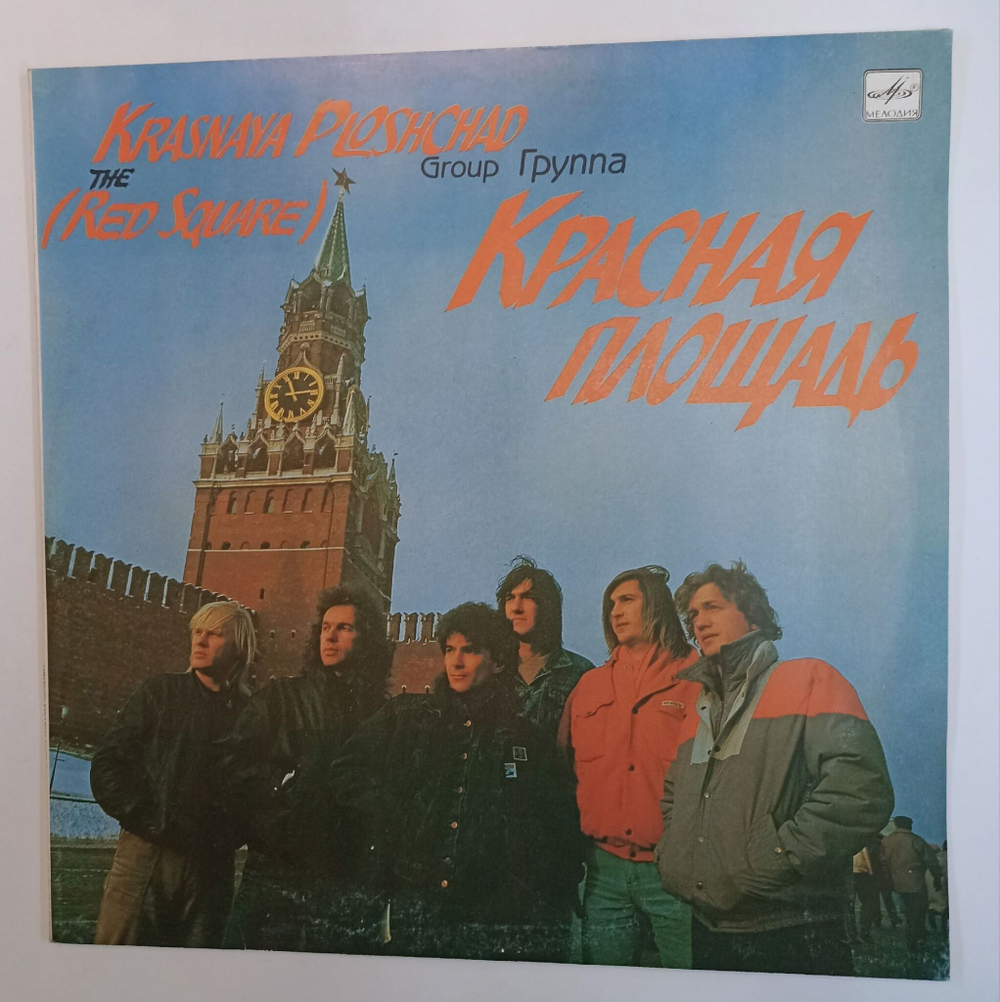 KRASNAYA PLOSHCHAD
THE
(RED SQUARE)
Group Группа
КРАСНАЯ
ПЛОЩАДЬ
МЕЛОДИЯ